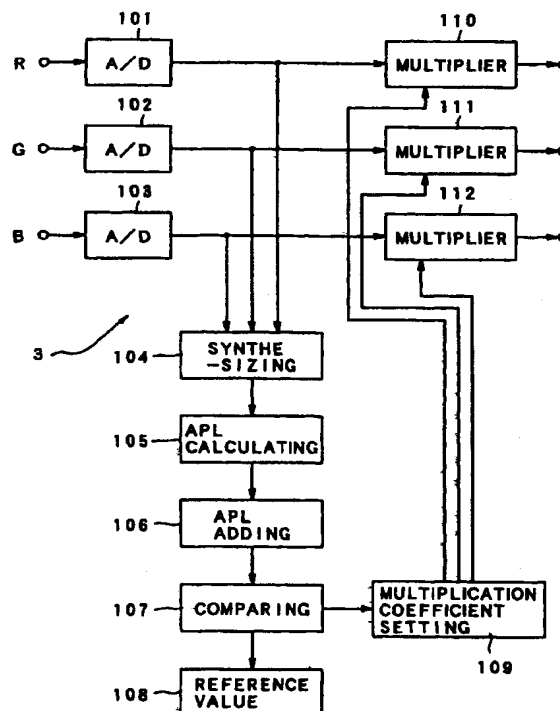 101
110
R
A/D
MULTIPLIER
102
111
G
A/D
MULTIPLIER
103
112
B
A/D
MULTIPLIER
3
104
SYNTHE
-SIZING
105
APL
CALCULATING
106
APL
ADDING
107
COMPARING
MULTIPLICATION
COEFFICIENT
SETTING
109
108
REFERENCE
VALUE